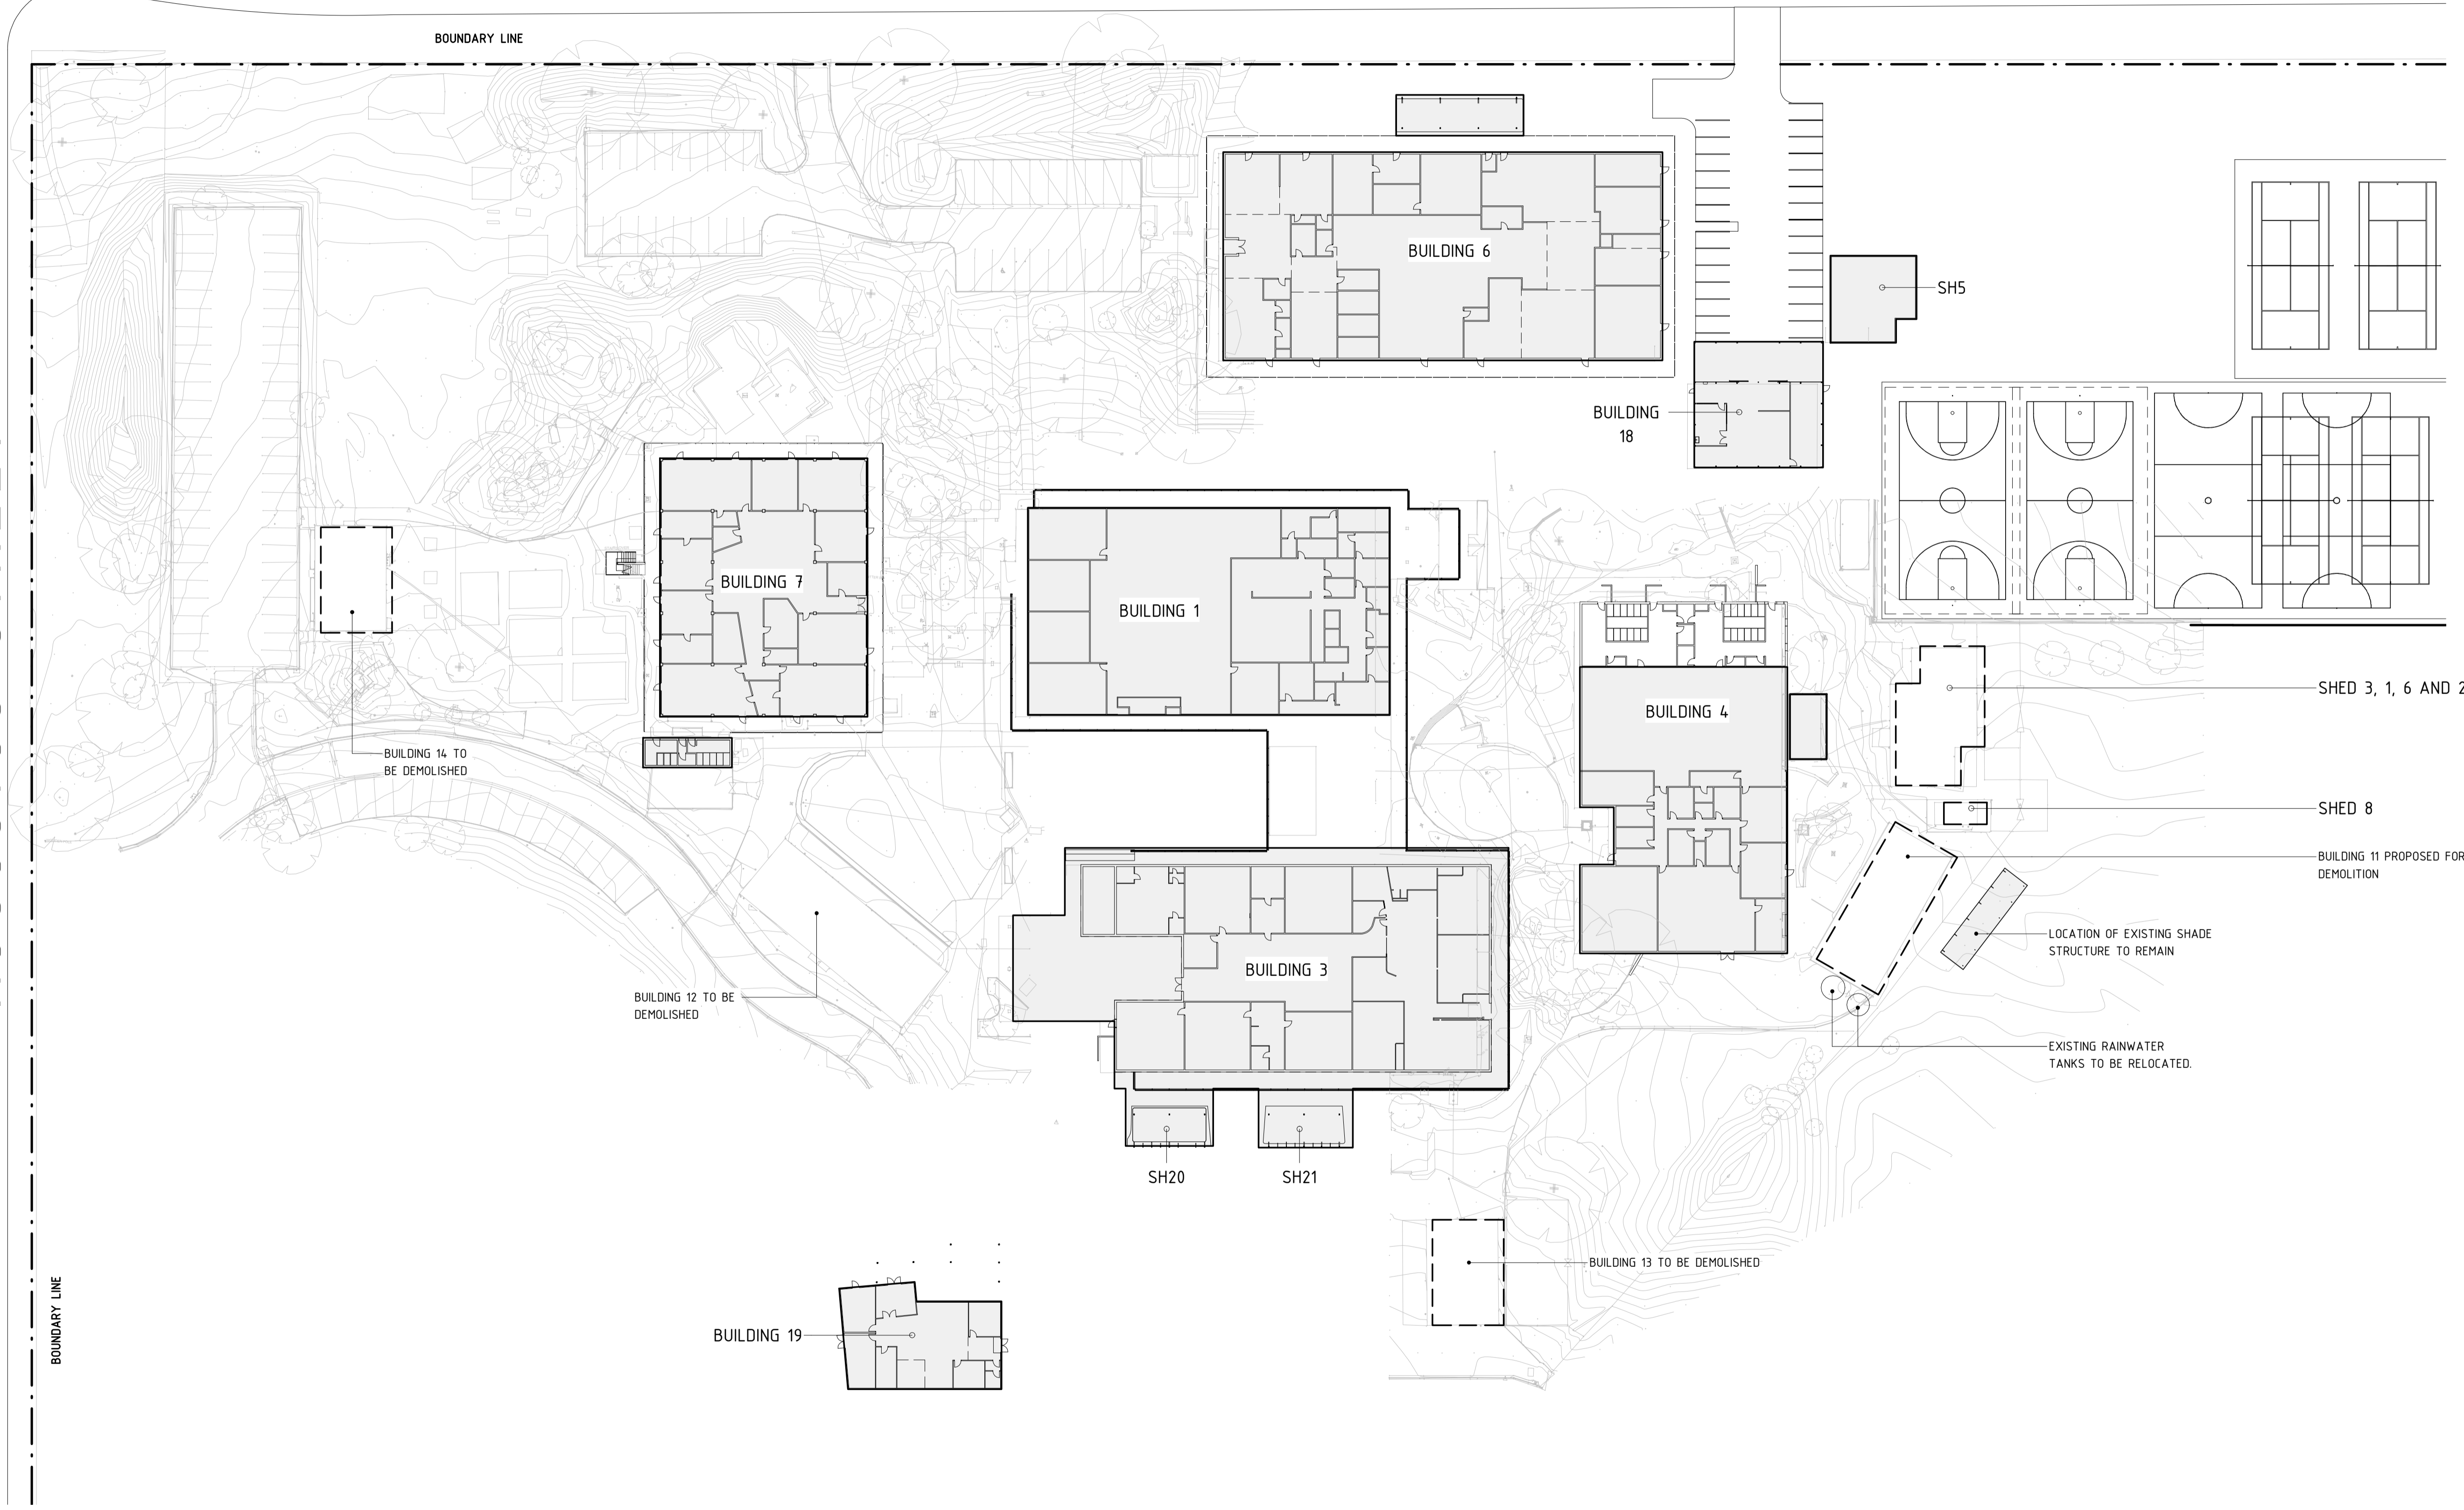 BOUNDARY LINE
BUILDING 6
SH5
BUILDING
18
BUILDING 7
BUILDING 1
BUILDING 4
SHED 3, 1, 6 AND 2
BUILDING 14 TO
BE DEMOLISHED
SHED 8
BUILDING 11 PROPOSED FOR
DEMOLITION
LOCATION OF EXISTING SHADE
STRUCTURE TO REMAIN
BUILDING 3
BUILDING 12 TO BE
DEMOLISHED
EXISTING RAINWATER
TANKS TO BE RELOCATED.
SH20
SH21
BUILDING 13 TO BE DEMOLISHED
BUILDING 19
BOUNDARY LINE